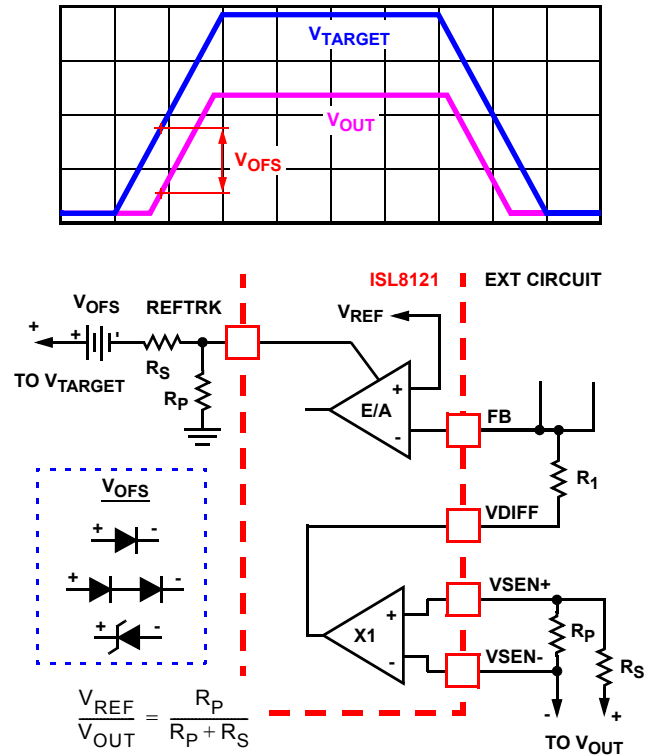 VTARGET
VOUT
VOFS
ISL8121 EXT CIRCUIT
VOFS REFTRK
VREF
+ + -
TO VTARGET
RS
RP
+
E/A
-
FB
R1
VOFS
+ -
+ -
+ -
VDIFF
VSEN+
+
X1
-
RP
RS
VSEN-
- +
TO VOUT
VREF / VOUT = RP / RP + RS